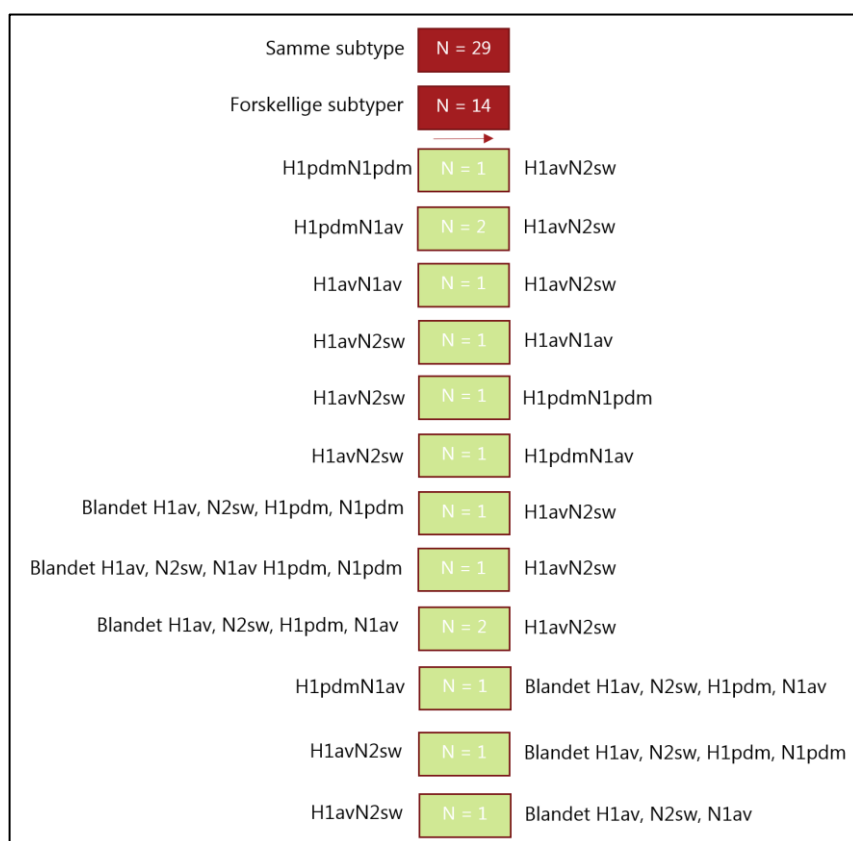 Samme subtype N = 29
Forskellige subtyper N = 14
H1pdmN1pdm N = 1 H1avN2sw
H1pdmN1av N = 2 H1avN2sw
H1avN1av N = 1 H1avN2sw
H1avN2sw N = 1 H1avN1av
H1avN2sw N = 1 H1pdmN1pdm
H1avN2sw N = 1 H1pdmN1av
Blandet H1av, N2sw, H1pdm, N1pdm N = 1 H1avN2sw
Blandet H1av, N2sw, N1av H1pdm, N1pdm N = 1 H1avN2sw
Blandet H1av, N2sw, H1pdm, N1av N = 2 H1avN2sw
H1pdmN1av N = 1 Blandet H1av, N2sw, H1pdm, N1av
H1avN2sw N = 1 Blandet H1av, N2sw, H1pdm, N1pdm
H1avN2sw N = 1 Blandet H1av, N2sw, N1av